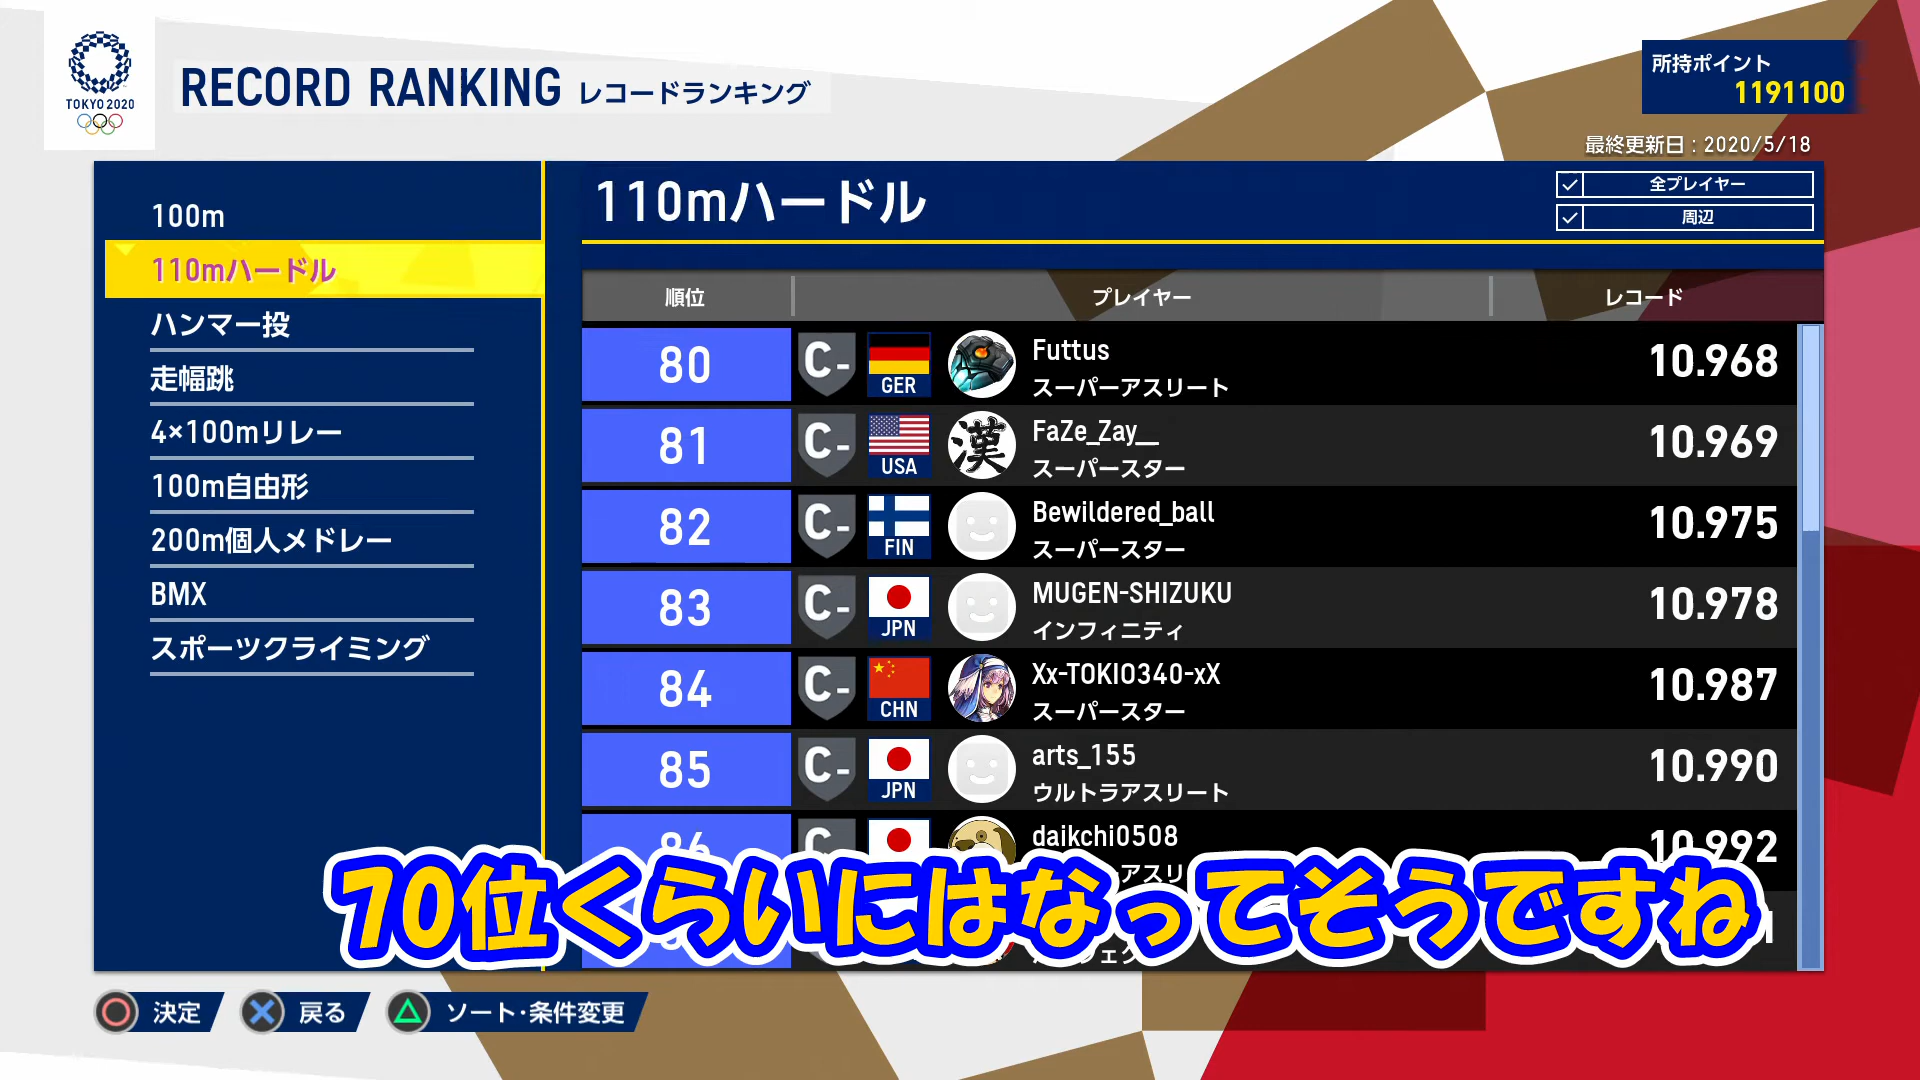 TOKYO 2020
RECORD RANKING レコードランキング
所持ポイント
1191100
最終更新日 : 2020/5/18
100m
110mハードル
ハンマー投
走幅跳
4×100mリレー
100m自由形
200m個人メドレー
BMX
スポーツクライミング
110mハードル
全プレイヤー
周辺
順位 プレイヤー レコード
80 C- GER Futtus 10.968
スーパーアスリート
81 C- USA 漢 FaZe_Zay__ 10.969
スーパースター
82 C- FIN Bewildered_ball 10.975
スーパースター
83 C- JPN MUGEN-SHIZUKU 10.978
インフィニティ
84 C- CHN Xx-TOKIO340-xX 10.987
スーパースター
85 C- JPN arts_155 10.990
ウルトラアスリート
86 C daikchi0508 10.992
アスリ
70位くらいにはなってそうですね
決定 戻る ソート・条件変更